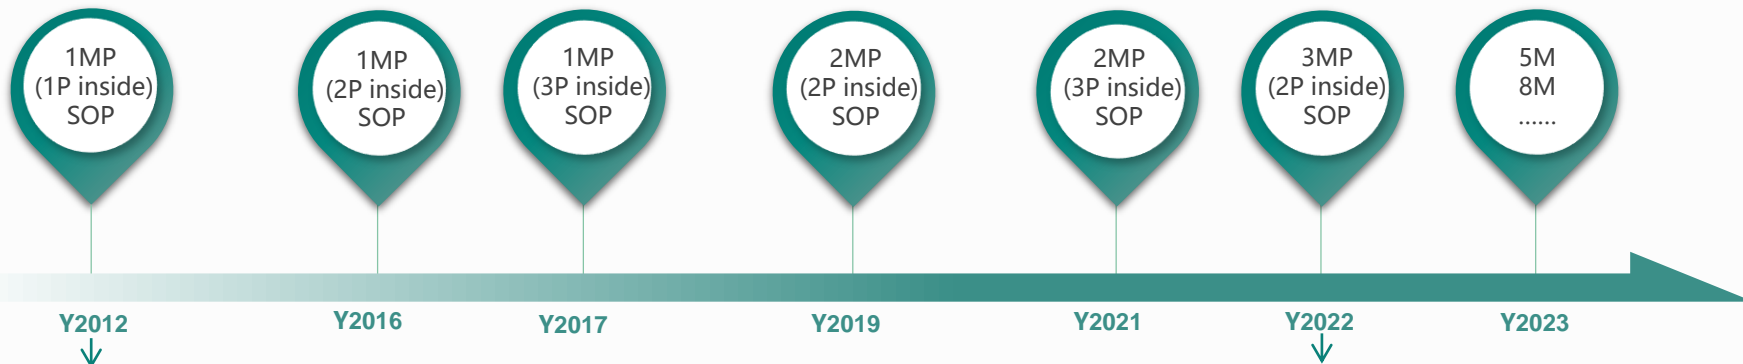 1MP
(1P inside)
SOP
1MP
(2P inside)
SOP
1MP
(3P inside)
SOP
2MP
(2P inside)
SOP
2MP
(3P inside)
SOP
3MP
(2P inside)
SOP
5M
8M
......
Y2012
Y2016
Y2017
Y2019
Y2021
Y2022
Y2023